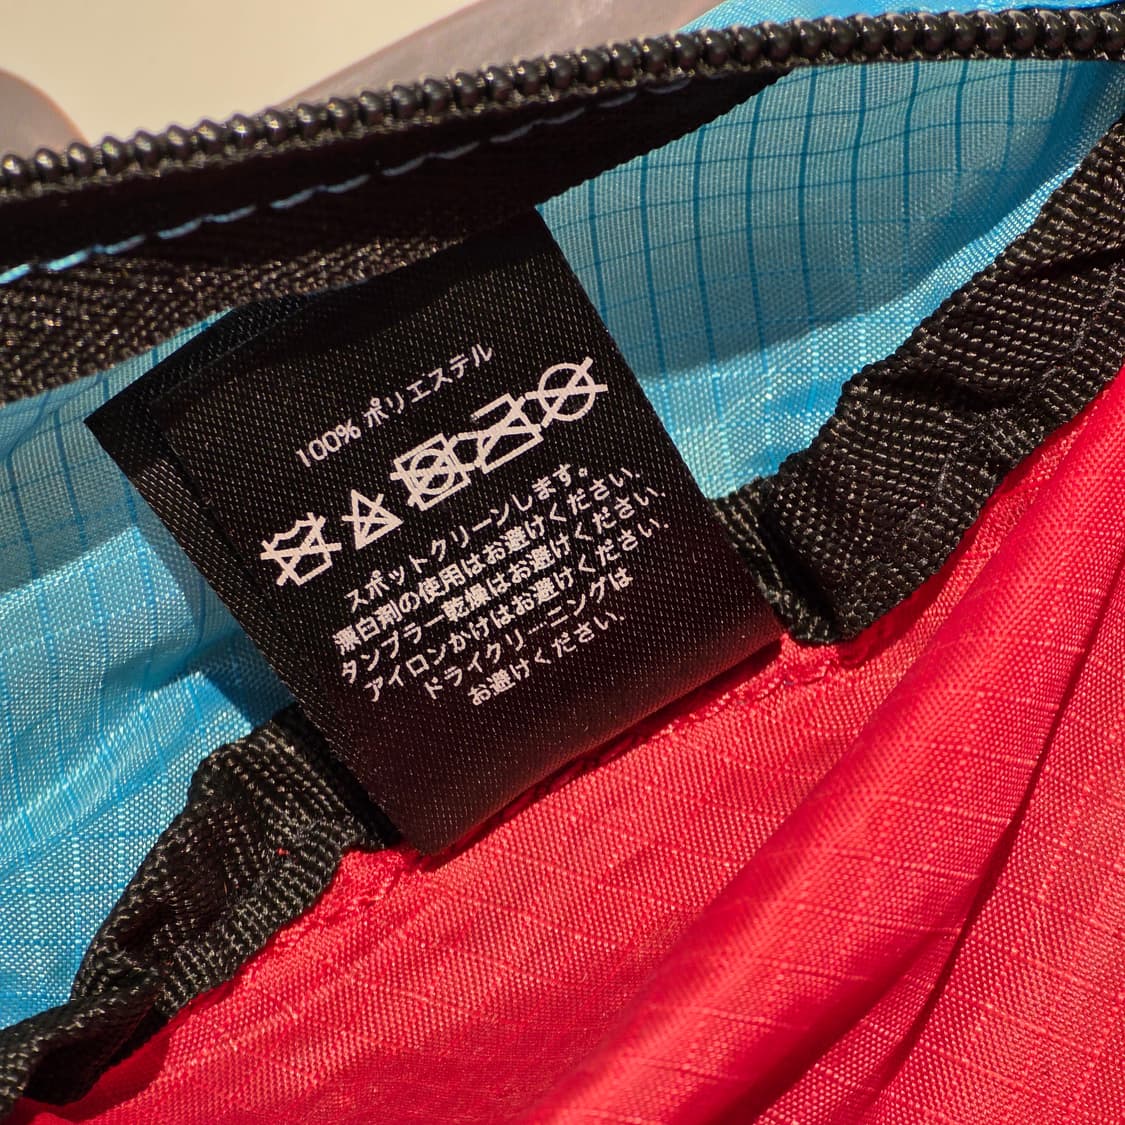 100% ポリエステル
スポットクリーンします。
漂白剤の使用はお避けください.
タンブラー乾燥はお避けください.
アイロンかけはお避けください.
ドライクリーニングは
お避けください.